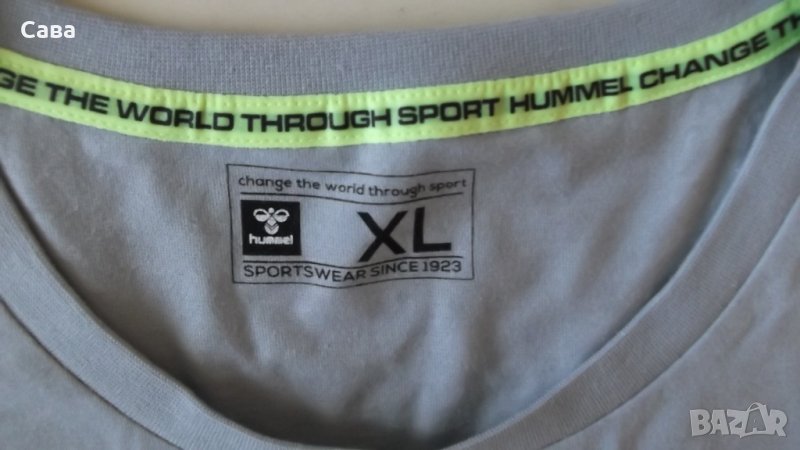 Сава
GE THE WORLD THROUGH SPORT HUMMEL CHANGE TH
change the world through sport
hummel
XL
SPORTSWEAR SINCE 1923
BAZAR